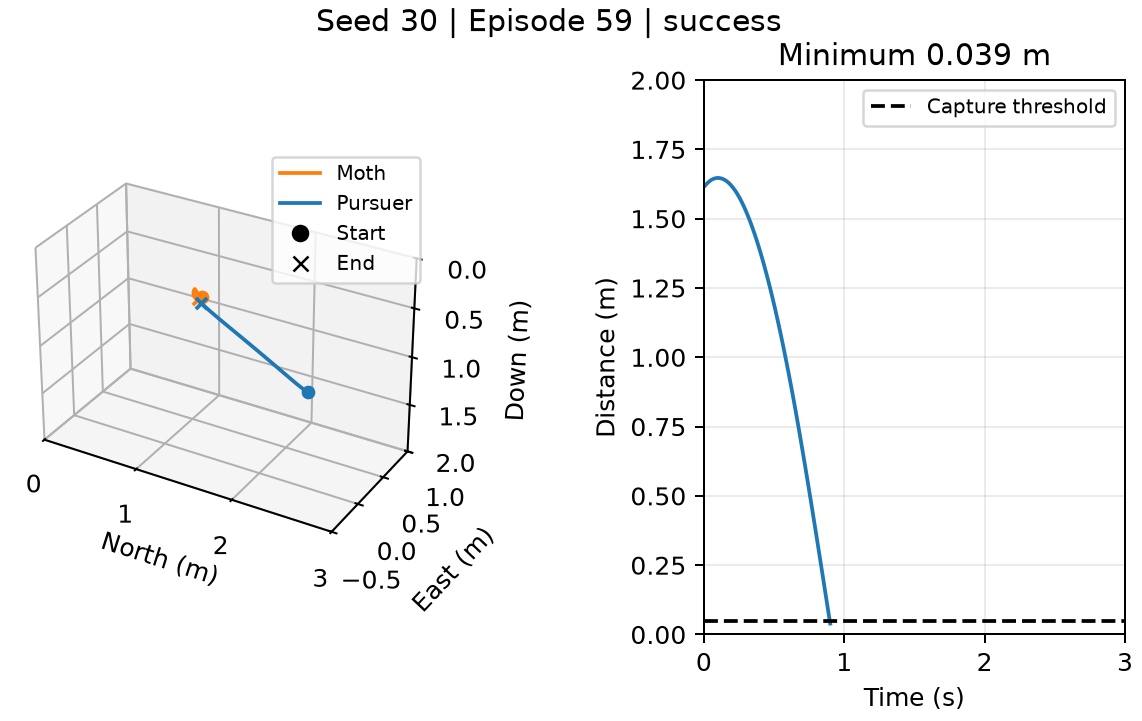 Seed 30 | Episode 59 | success
Moth
Pursuer
Start
End
0.0
0.5
1.0
1.5
2.0
Down (m)
0
1
2
3
North (m)
−0.5
0.0
0.5
1.0
East (m)
Minimum 0.039 m
Capture threshold
2.00
1.75
1.50
1.25
1.00
0.75
0.50
0.25
0.00
Distance (m)
0
1
2
3
Time (s)